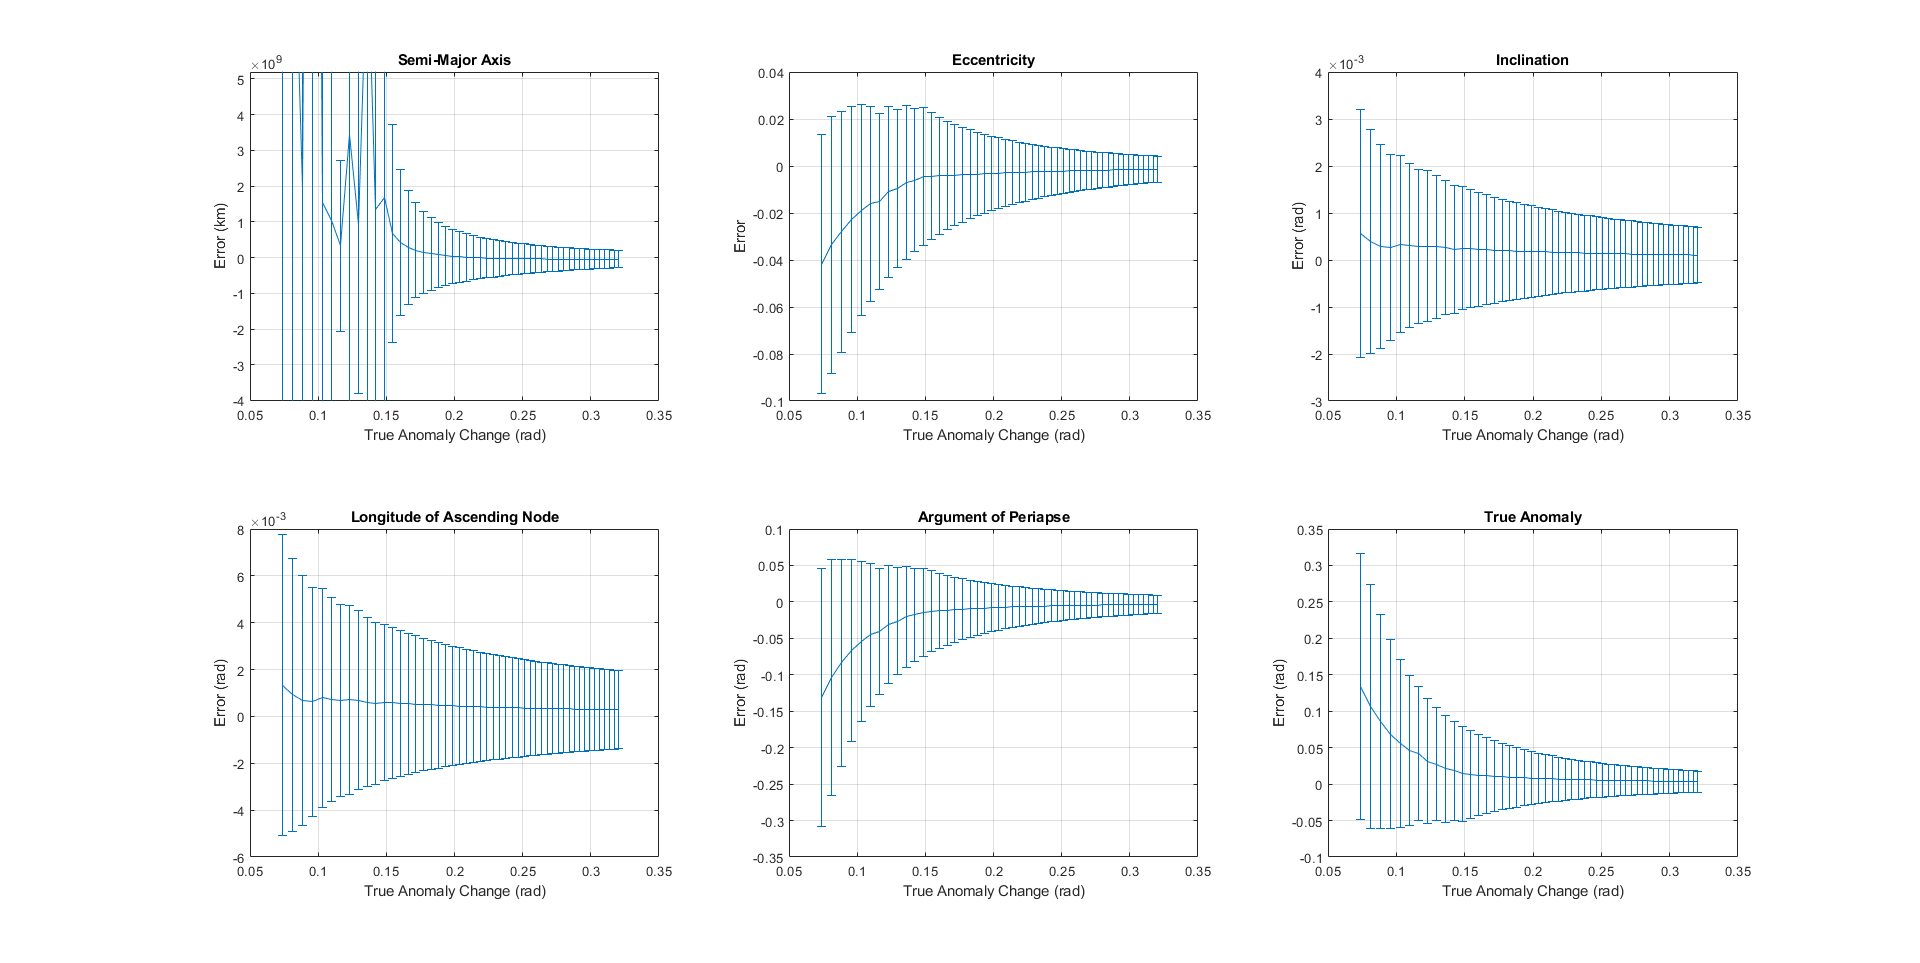 Semi-Major Axis
×10^9
5
4
3
2
1
0
-1
-2
-3
-4
Error (km)
0.05 0.1 0.15 0.2 0.25 0.3 0.35
True Anomaly Change (rad)
Eccentricity
0.04
0.02
0
-0.02
-0.04
-0.06
-0.08
-0.1
Error
0.05 0.1 0.15 0.2 0.25 0.3 0.35
True Anomaly Change (rad)
Inclination
×10^-3
4
3
2
1
0
-1
-2
-3
Error (rad)
0.05 0.1 0.15 0.2 0.25 0.3 0.35
True Anomaly Change (rad)
Longitude of Ascending Node
×10^-3
8
6
4
2
0
-2
-4
-6
Error (rad)
0.05 0.1 0.15 0.2 0.25 0.3 0.35
True Anomaly Change (rad)
Argument of Periapse
0.1
0.05
0
-0.05
-0.1
-0.15
-0.2
-0.25
-0.3
-0.35
Error (rad)
0.05 0.1 0.15 0.2 0.25 0.3 0.35
True Anomaly Change (rad)
True Anomaly
0.35
0.3
0.25
0.2
0.15
0.1
0.05
0
-0.05
-0.1
Error (rad)
0.05 0.1 0.15 0.2 0.25 0.3 0.35
True Anomaly Change (rad)